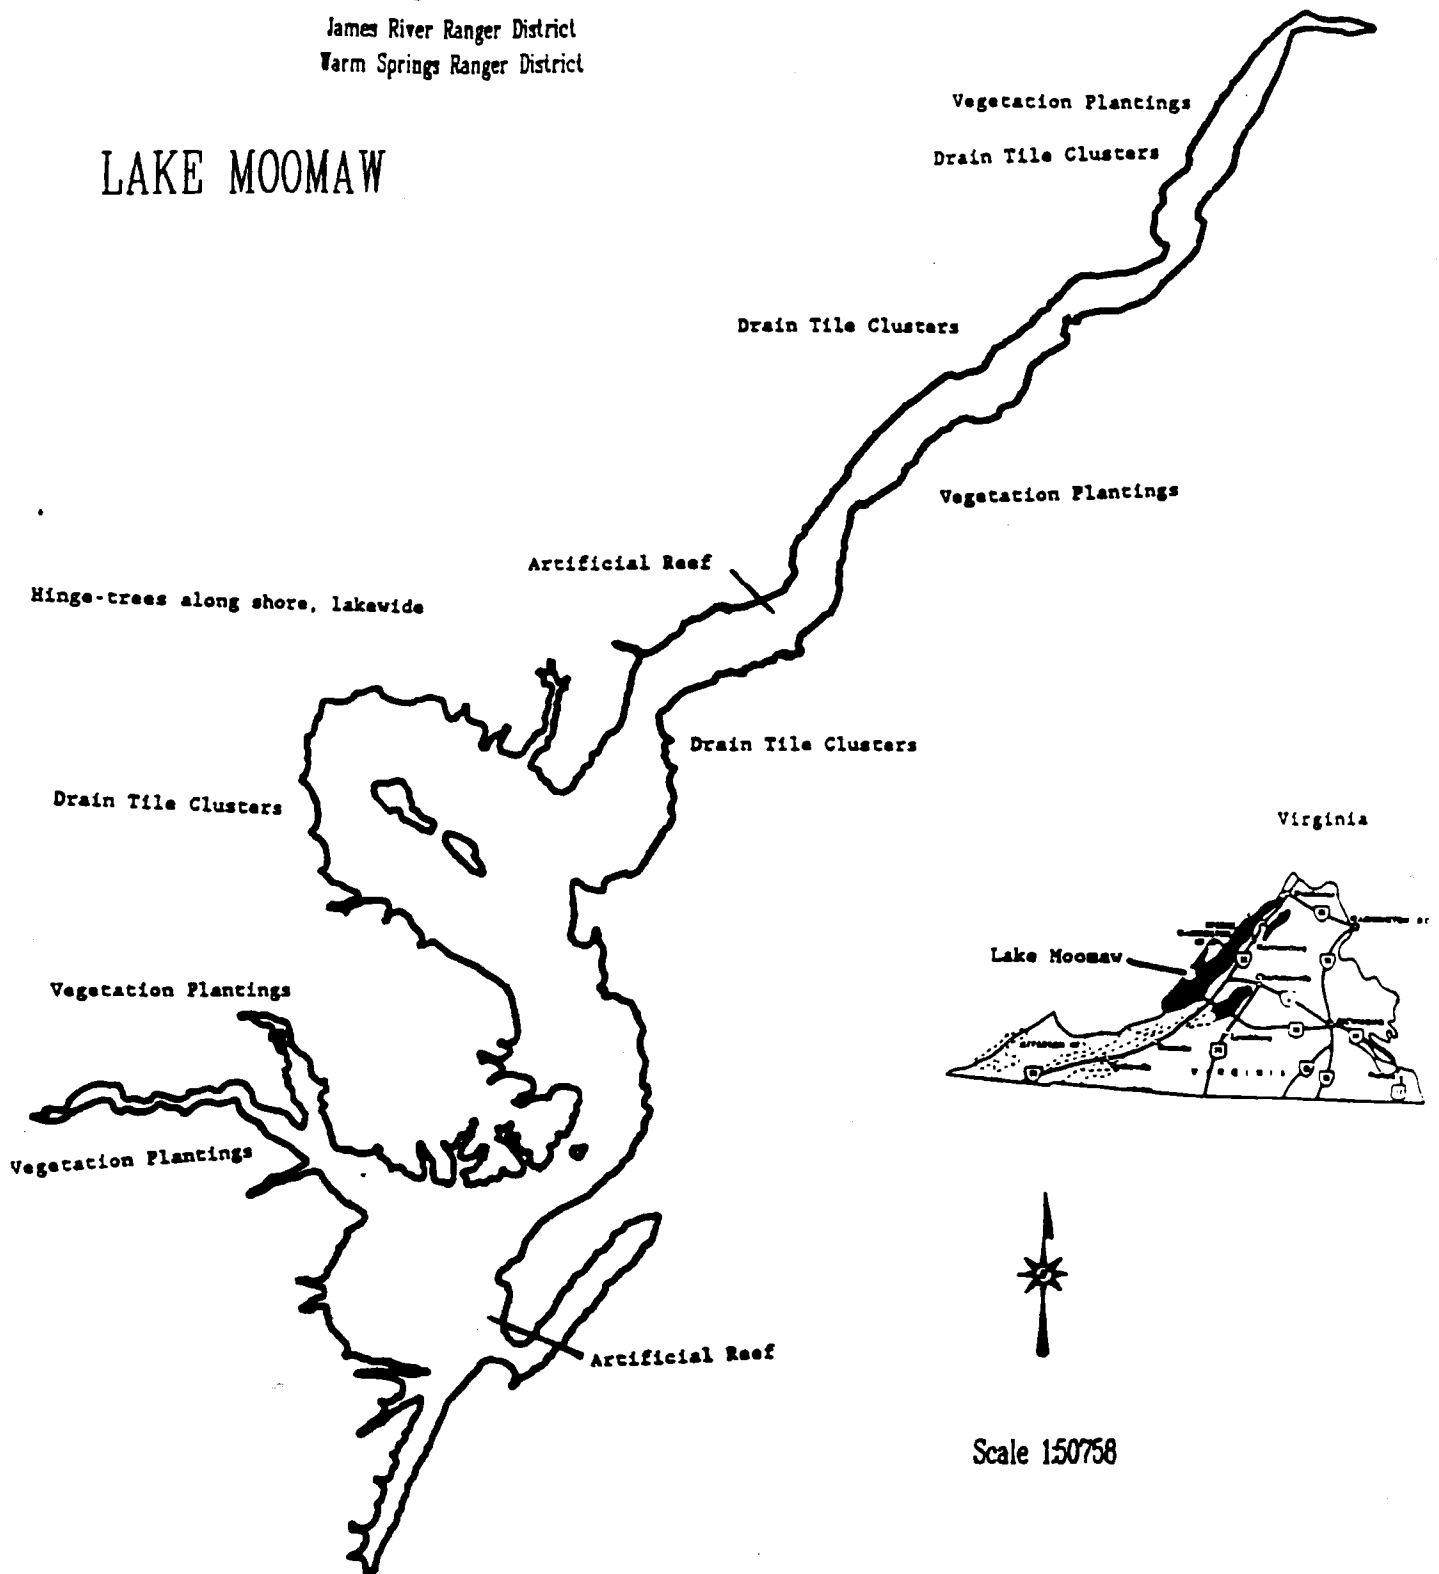 James River Ranger District
Warm Springs Ranger District
LAKE MOOMAW
Vegetation Plantings
Drain Tile Clusters
Drain Tile Clusters
Vegetation Plantings
Artificial Reef
Hinge-trees along shore, lakewide
Drain Tile Clusters
Drain Tile Clusters
Virginia
Lake Moomaw
Vegetation Plantings
VIRGINIA
Vegetation Plantings
Artificial Reef
Scale 1:50758